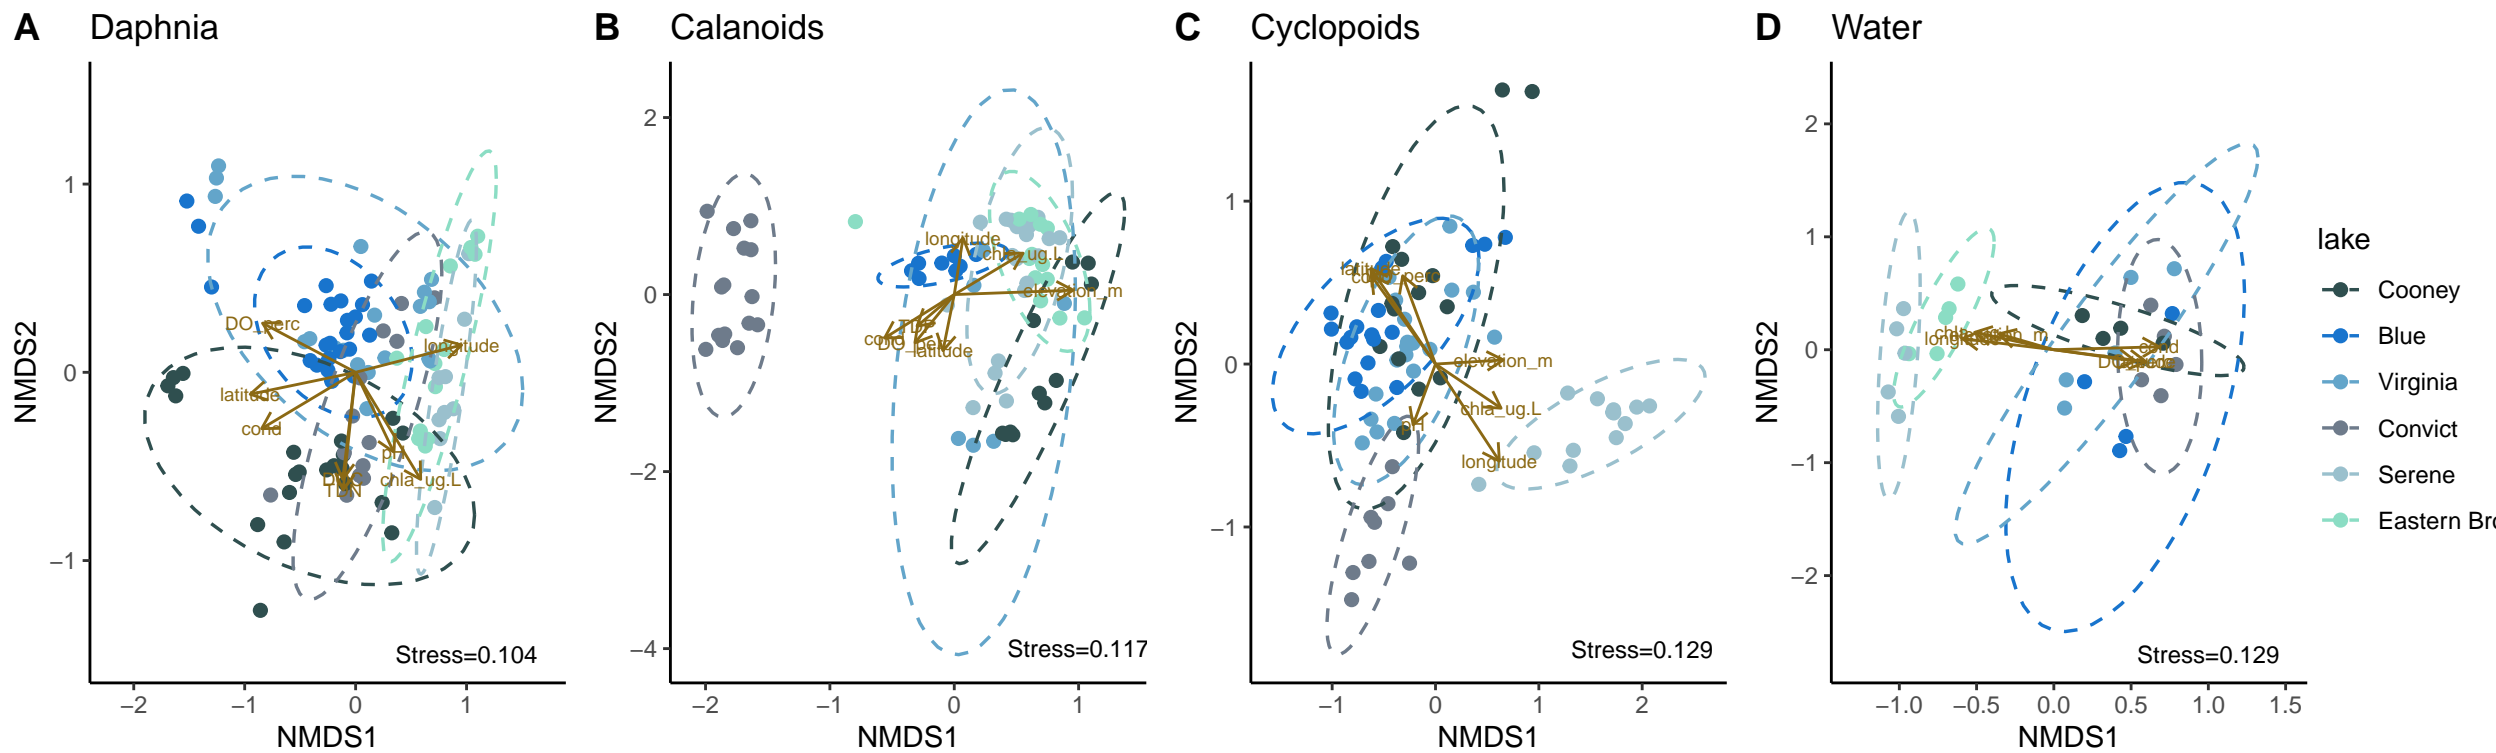 A Daphnia
B Calanoids
C Cyclopoids
D Water
NMDS2
1
0
−1
−2
−1
0
1
NMDS1
DO_perc
longitude
latitude
cond
pH
chla_ug.L
TDN
Stress=0.104
NMDS2
2
0
−2
−4
−2
−1
0
1
NMDS1
longitude
chla_ug.L
elevation_m
cond
latitude
Stress=0.117
NMDS2
1
0
−1
−1
0
1
2
NMDS1
latitude
elevation_m
chla_ug.L
pH
longitude
Stress=0.129
NMDS2
2
1
0
−1
−2
−1.0
−0.5
0.0
0.5
1.0
1.5
NMDS1
cond
Stress=0.129
lake
Cooney
Blue
Virginia
Convict
Serene
Eastern Bro